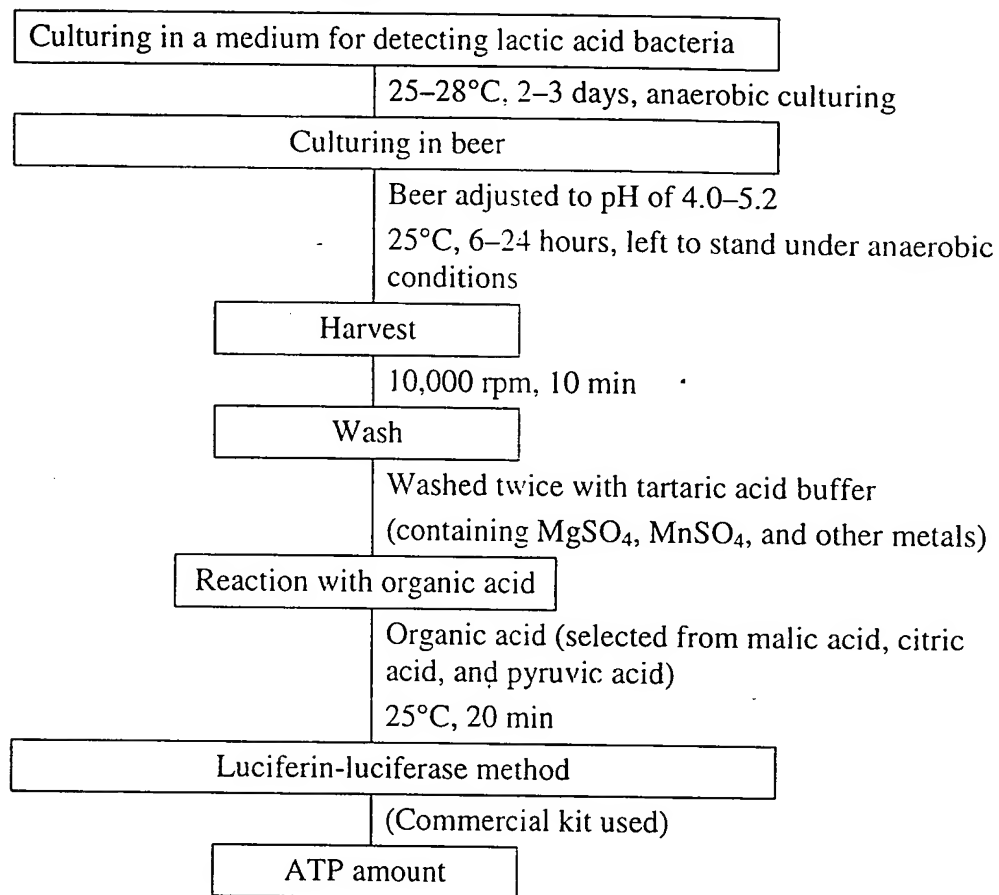 Culturing in a medium for detecting lactic acid bacteria
25–28°C, 2–3 days, anaerobic culturing
Culturing in beer
Beer adjusted to pH of 4.0–5.2
25°C, 6–24 hours, left to stand under anaerobic
conditions
Harvest
10,000 rpm, 10 min
Wash
Washed twice with tartaric acid buffer
(containing MgSO₄, MnSO₄, and other metals)
Reaction with organic acid
Organic acid (selected from malic acid, citric
acid, and pyruvic acid)
25°C, 20 min
Luciferin-luciferase method
(Commercial kit used)
ATP amount